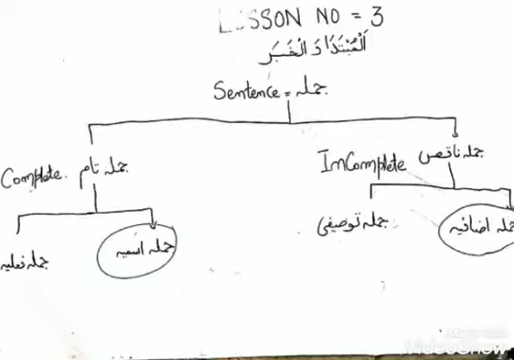 LESSON NO = 3
اَلْمُبْتَدَا وَ الْخَبَر
Sentence = جملہ
Complete. جملہ تام
InComplete جملہ ناقص
جملہ فعلیہ
جملہ اسمیہ
جملہ توصیفی
جملہ اضافیہ